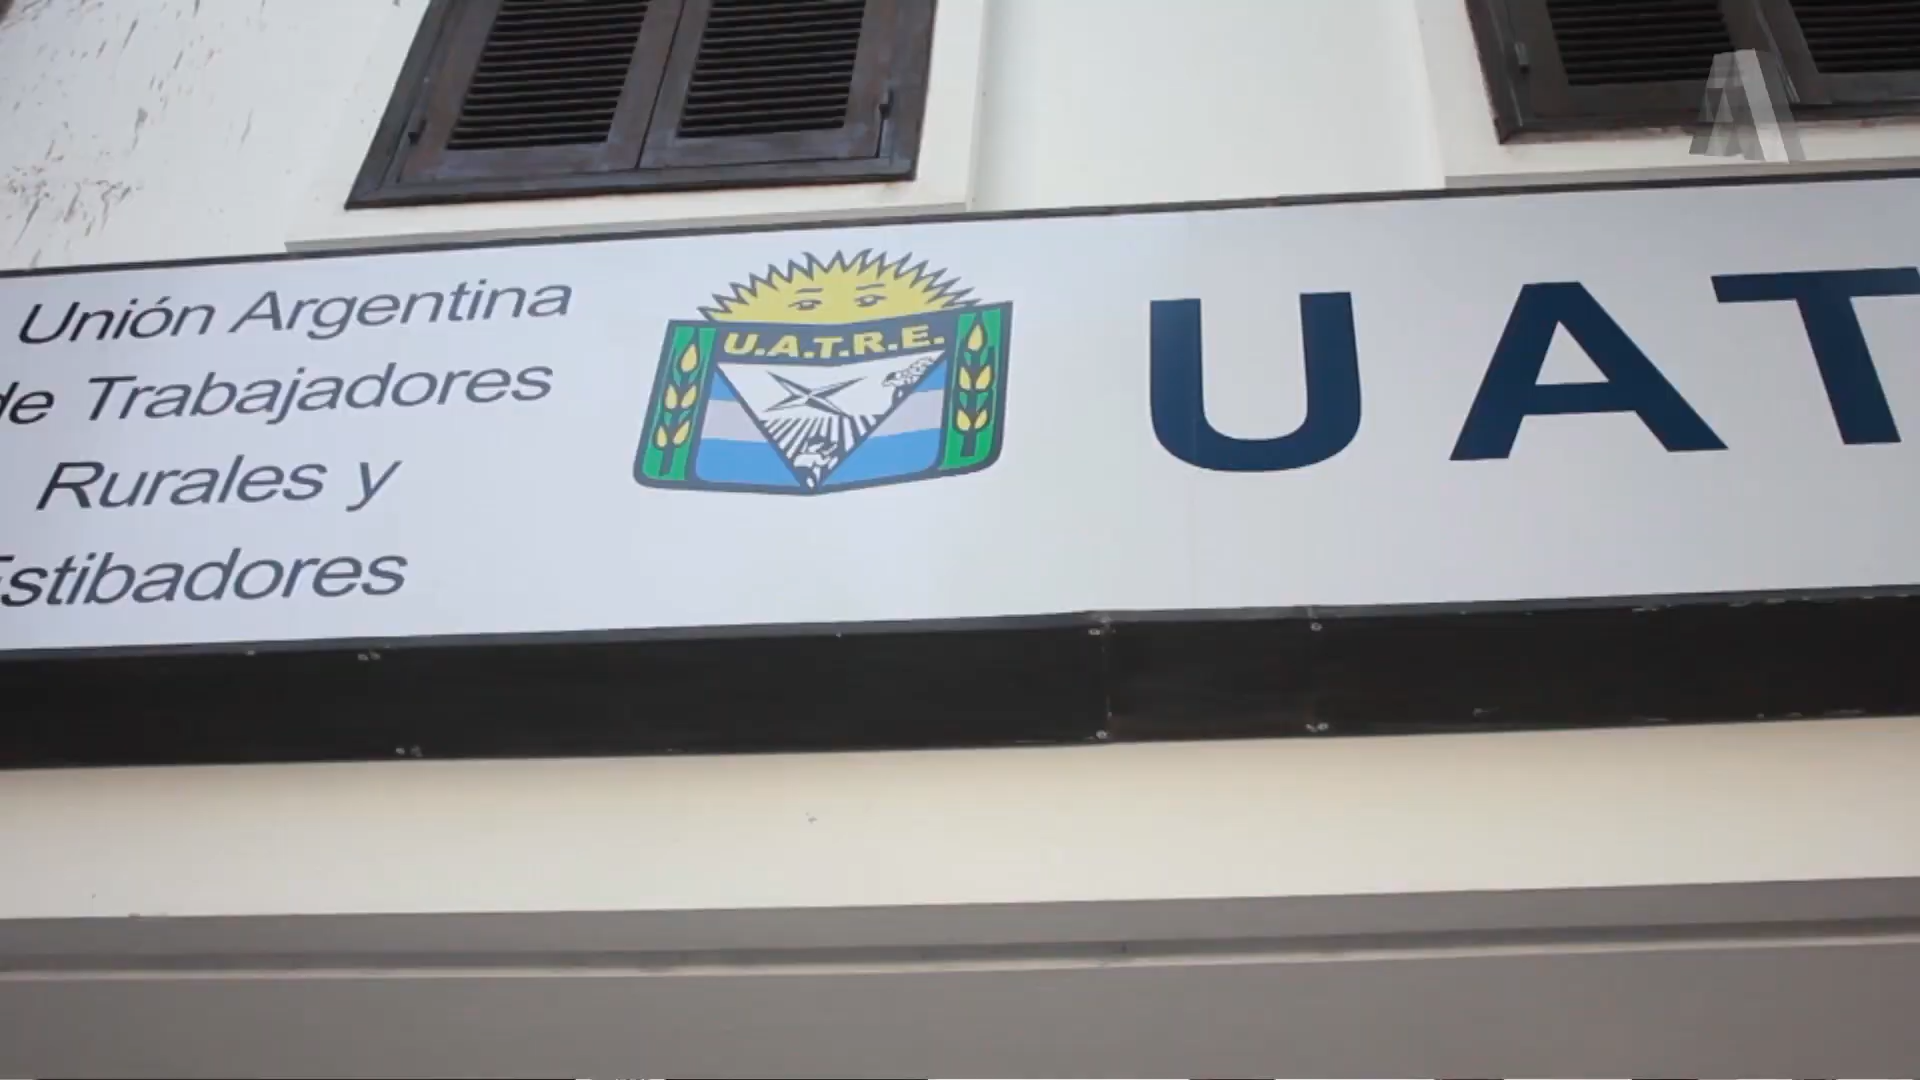 Unión Argentina
de Trabajadores
Rurales y
Estibadores
U.A.T.R.E.
UAT